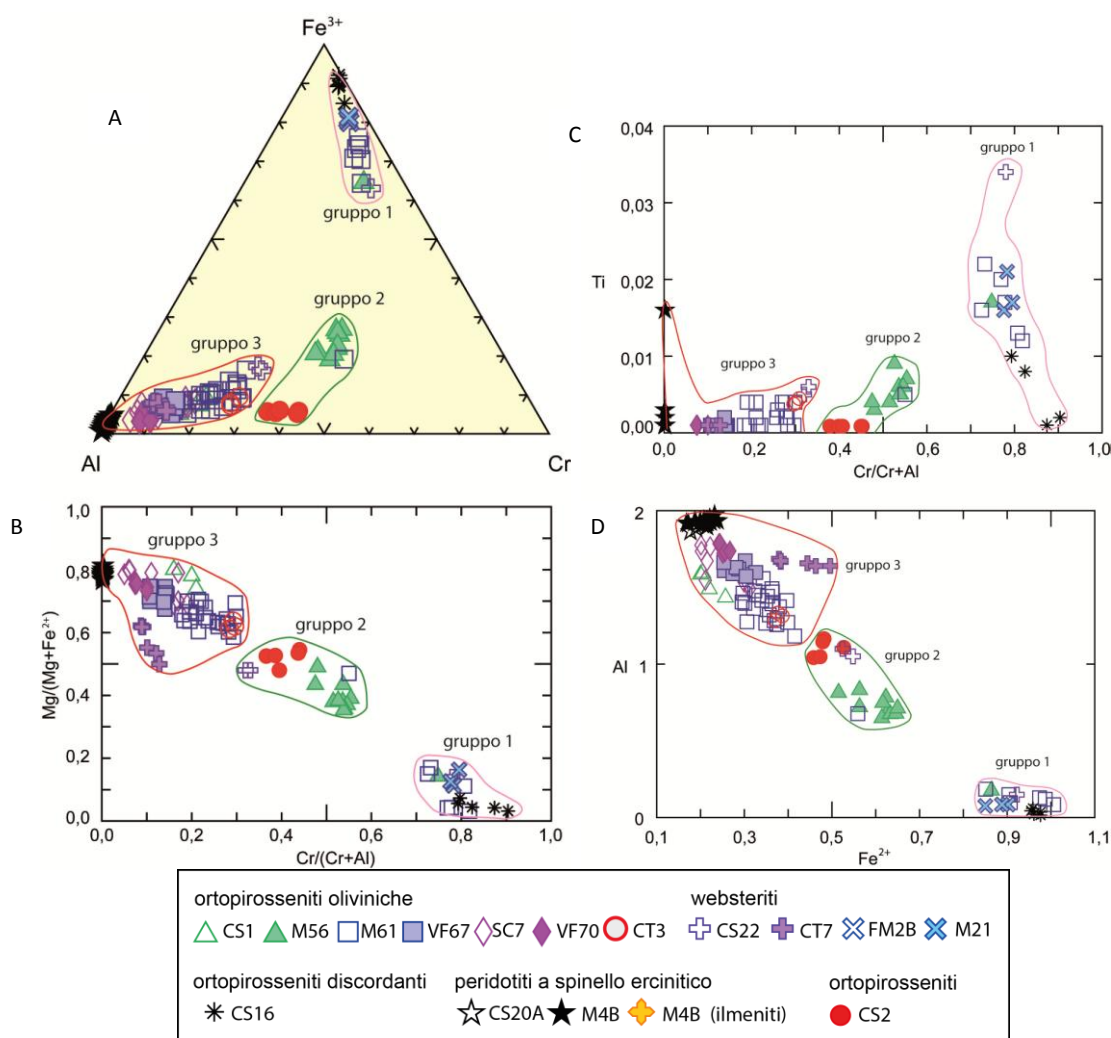 Fe³⁺
A
gruppo 1
gruppo 2
gruppo 3
Al
Cr
C
0,04
0,03
Ti
0,02
0,01
0,00
gruppo 1
gruppo 2
gruppo 3
0,0
0,2
0,4
0,6
0,8
1,0
Cr/Cr+Al
B
1,0
0,8
0,6
0,4
0,2
0,0
Mg/(Mg+Fe²⁺)
gruppo 3
gruppo 2
gruppo 1
0,0
0,2
0,4
0,6
0,8
1,0
Cr/(Cr+Al)
D
2
Al
1
0
gruppo 3
gruppo 2
gruppo 1
0,1
0,3
0,5
0,7
0,9
1,1
Fe²⁺
ortopirosseniti oliviniche
CS1 M56 M61 VF67 SC7 VF70 CT3
websteriti
CS22 CT7 FM2B M21
ortopirosseniti discordanti
CS16
peridotiti a spinello ercinitico
CS20A M4B M4B (ilmeniti)
ortopirosseniti
CS2